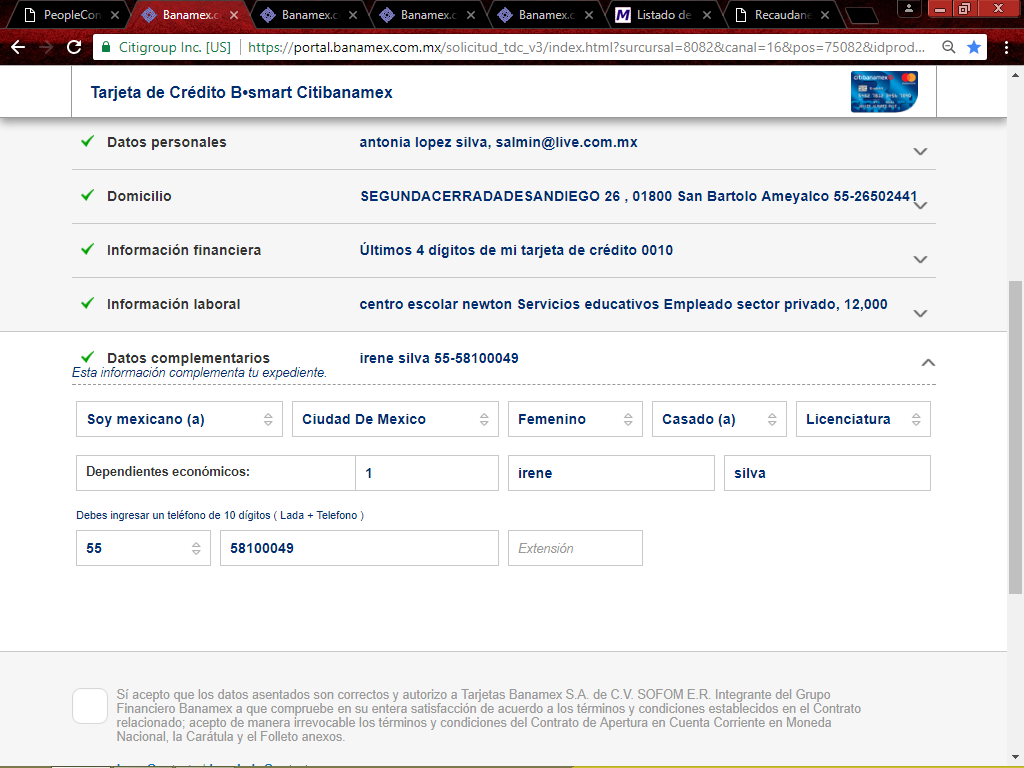 PeopleCon
Banamex.c
Banamex.c
Banamex.c
Banamex.c
Listado de
Recaudane
Citigroup Inc. [US] https://portal.banamex.com.mx/solicitud_tdc_v3/index.html?surcursal=8082&canal=16&pos=75082&idprod...
Tarjeta de Crédito B•smart Citibanamex
citibanamex
Datos personales antonia lopez silva, salmin@live.com.mx
Domicilio SEGUNDACERRADADESANDIEGO 26 , 01800 San Bartolo Ameyalco 55-26502441
Información financiera Últimos 4 dígitos de mi tarjeta de crédito 0010
Información laboral centro escolar newton Servicios educativos Empleado sector privado, 12,000
Datos complementarios irene silva 55-58100049
Esta información complementa tu expediente.
Soy mexicano (a) Ciudad De Mexico Femenino Casado (a) Licenciatura
Dependientes económicos: 1 irene silva
Debes ingresar un teléfono de 10 dígitos ( Lada + Telefono )
55 58100049 Extensión
Sí acepto que los datos asentados son correctos y autorizo a Tarjetas Banamex S.A. de C.V. SOFOM E.R. Integrante del Grupo
Financiero Banamex a que compruebe en su entera satisfacción de acuerdo a los términos y condiciones establecidos en el Contrato
relacionado; acepto de manera irrevocable los términos y condiciones del Contrato de Apertura en Cuenta Corriente en Moneda
Nacional, la Carátula y el Folleto anexos.